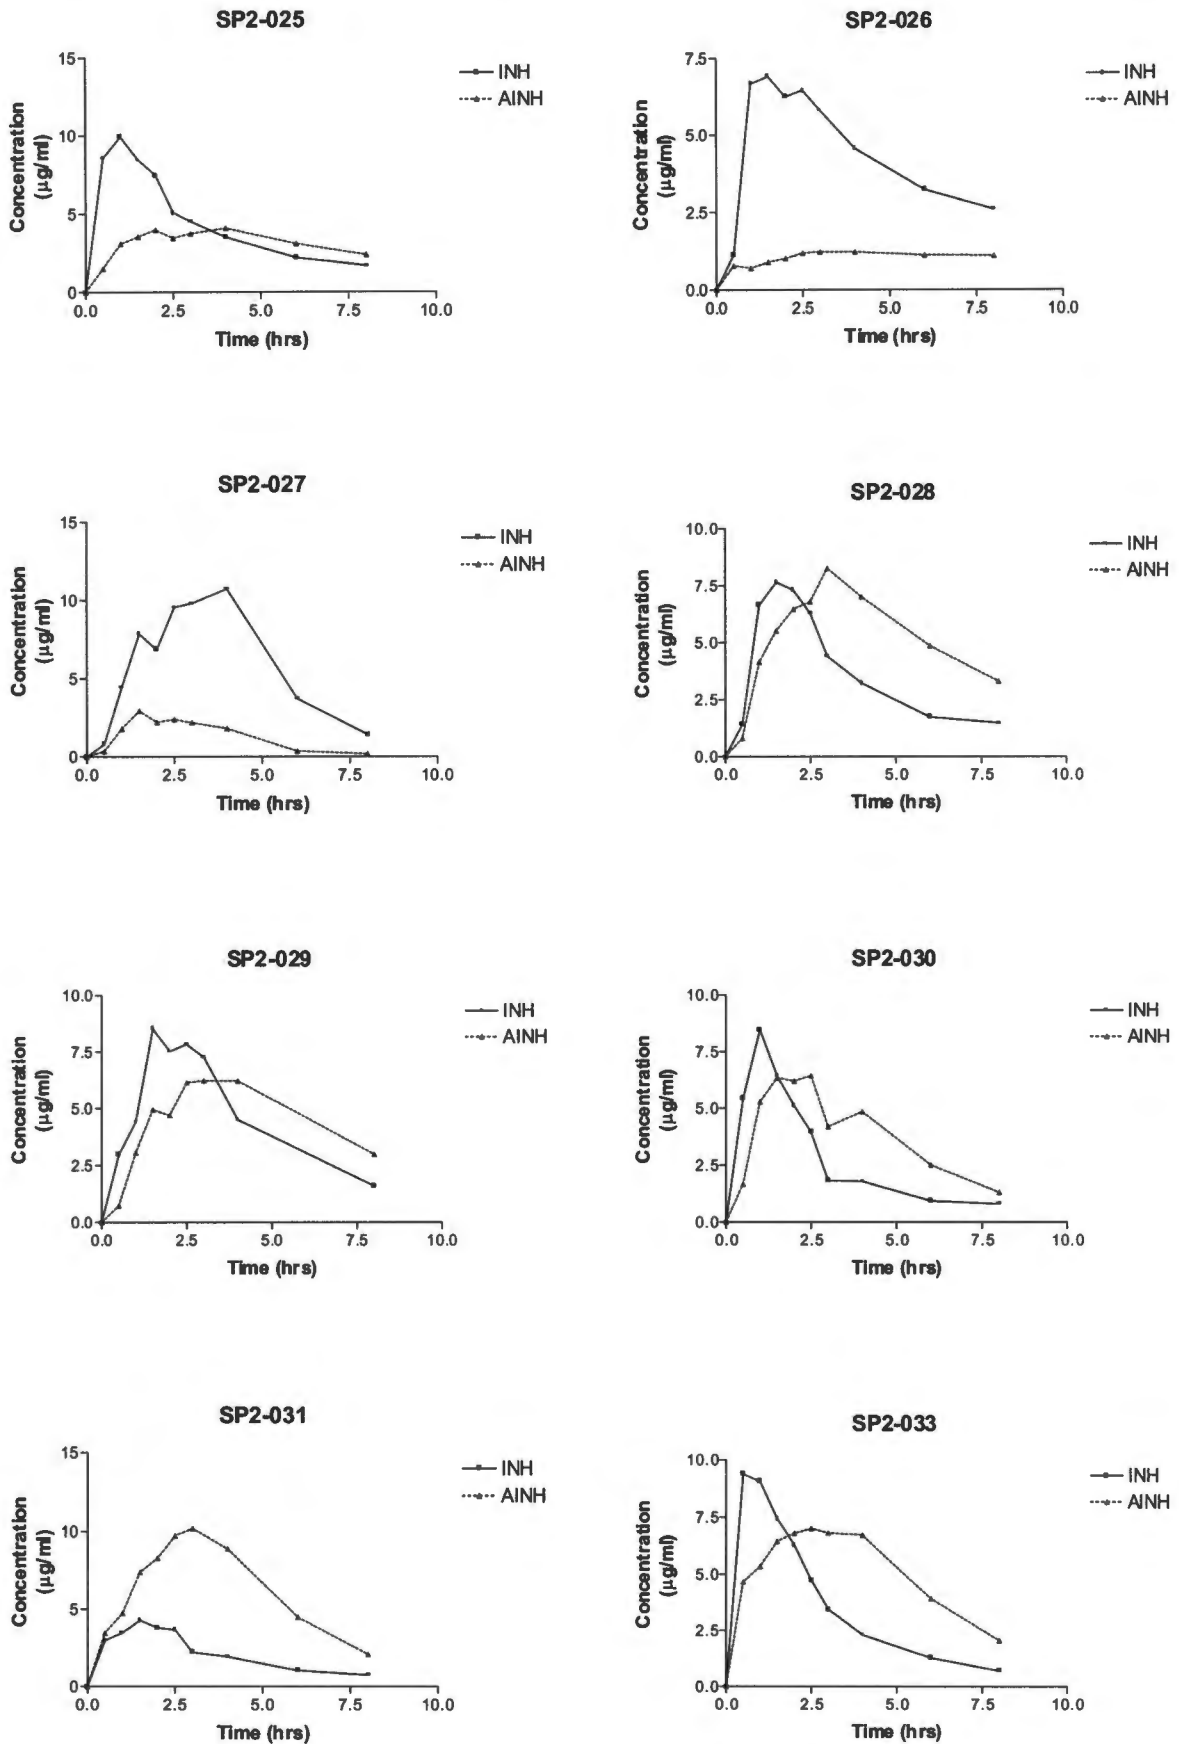 SP2-025
15
10
5
0
Concentration
(µg/ml)
0.0 2.5 5.0 7.5 10.0
Time (hrs)
INH
AINH
SP2-026
7.5
5.0
2.5
0.0
Concentration
(µg/ml)
0.0 2.5 5.0 7.5 10.0
Time (hrs)
INH
AINH
SP2-027
15
10
5
0
Concentration
(µg/ml)
0.0 2.5 5.0 7.5 10.0
Time (hrs)
INH
AINH
SP2-028
10.0
7.5
5.0
2.5
0.0
Concentration
(µg/ml)
0.0 2.5 5.0 7.5 10.0
Time (hrs)
INH
AINH
SP2-029
10.0
7.5
5.0
2.5
0.0
Concentration
(µg/ml)
0.0 2.5 5.0 7.5 10.0
Time (hrs)
INH
AINH
SP2-030
10.0
7.5
5.0
2.5
0.0
Concentration
(µg/ml)
0.0 2.5 5.0 7.5 10.0
Time (hrs)
INH
AINH
SP2-031
15
10
5
0
Concentration
(µg/ml)
0.0 2.5 5.0 7.5 10.0
Time (hrs)
INH
AINH
SP2-033
10.0
7.5
5.0
2.5
0.0
Concentration
(µg/ml)
0.0 2.5 5.0 7.5 10.0
Time (hrs)
INH
AINH